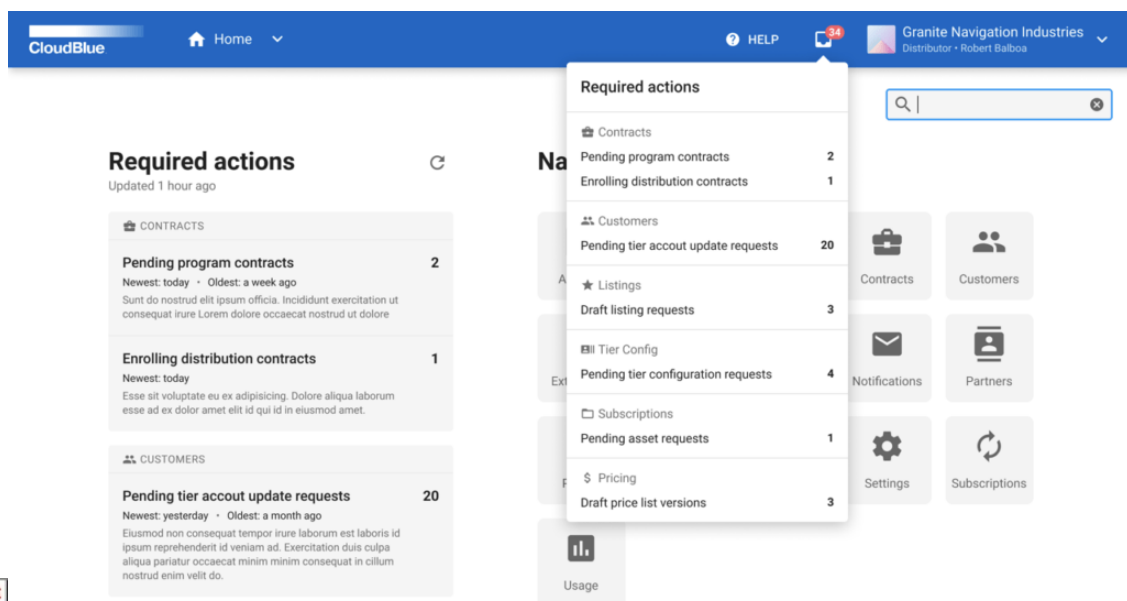 CloudBlue
Home
HELP
34
Granite Navigation Industries
Distributor • Robert Balboa
Required actions
Updated 1 hour ago
CONTRACTS
Pending program contracts 2
Newest: today • Oldest: a week ago
Sunt do nostrud elit ipsum officia. Incididunt exercitation ut
consequat irure Lorem dolore occaecat nostrud ut dolore
Enrolling distribution contracts 1
Newest: today
Esse sit voluptate eu ex adipisicing. Dolore aliqua laborum
esse ad ex dolor amet elit id qui id in eiusmod amet.
CUSTOMERS
Pending tier accout update requests 20
Newest: yesterday • Oldest: a month ago
Eiusmod non consequat tempor irure laborum est laboris id
ipsum reprehenderit id veniam ad. Exercitation duis culpa
aliqua pariatur occaecat minim minim consequat in cillum
nostrud enim velit do.
Required actions
Contracts
Pending program contracts 2
Enrolling distribution contracts 1
Customers
Pending tier accout update requests 20
Listings
Draft listing requests 3
Tier Config
Pending tier configuration requests 4
Subscriptions
Pending asset requests 1
$ Pricing
Draft price list versions 3
Na
A
Contracts
Customers
Ext
Notifications
Partners
Settings
Subscriptions
Usage